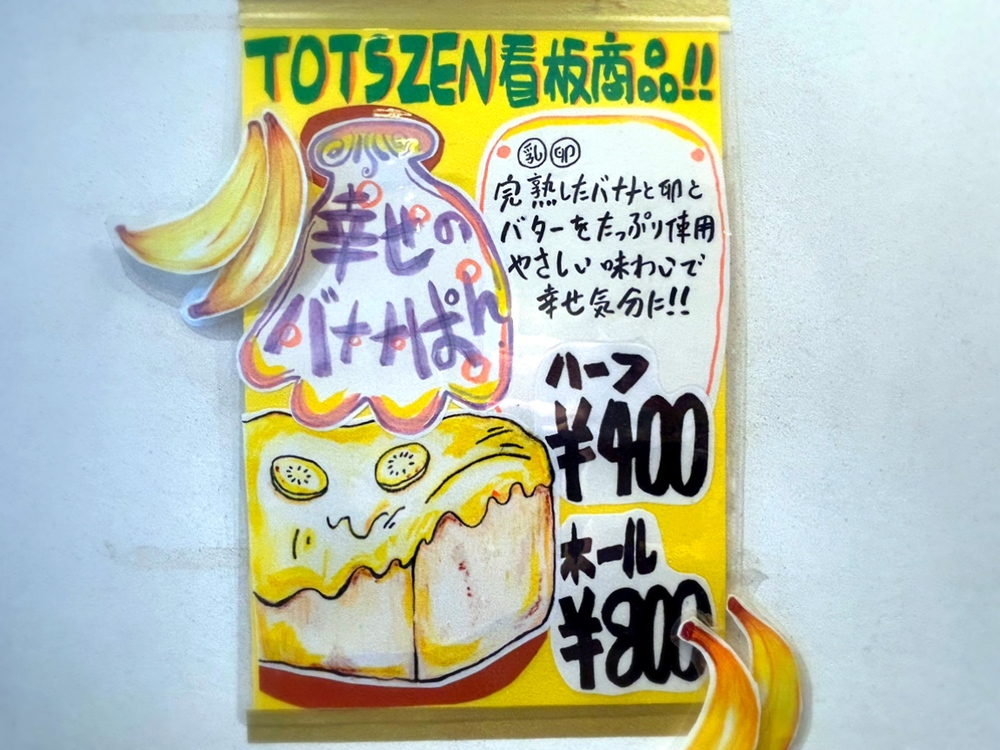 TOTSZEN看板商品!!
幸せの
バナナぱん
乳 卵
完熟したバナナと卵と
バターをたっぷり使用
やさしい味わいで
幸せ気分に!!
ハーフ
¥400
ホール
¥800